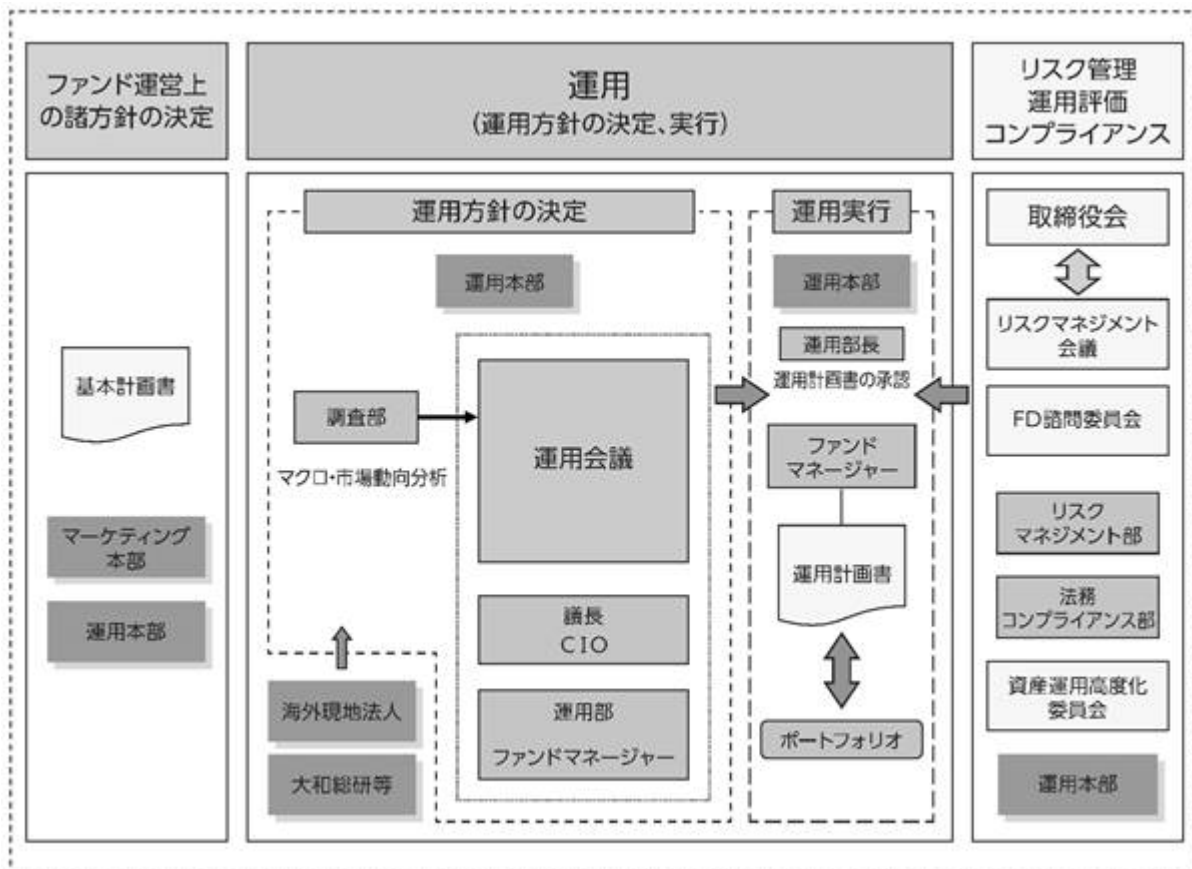 ファンド運営上
の諸方針の決定
運用
(運用方針の決定、実行)
リスク管理
運用評価
コンプライアンス
基本計画書
マーケティング
本部
運用本部
運用方針の決定
運用本部
調査部
マクロ・市場動向分析
運用会議
議長
CIO
運用部
ファンドマネージャー
海外現地法人
大和総研等
運用実行
運用本部
運用部長
運用計画書の承認
ファンド
マネージャー
運用計画書
ポートフォリオ
取締役会
リスクマネジメント
会議
FD諮問委員会
リスク
マネジメント部
法務
コンプライアンス部
資産運用高度化
委員会
運用本部